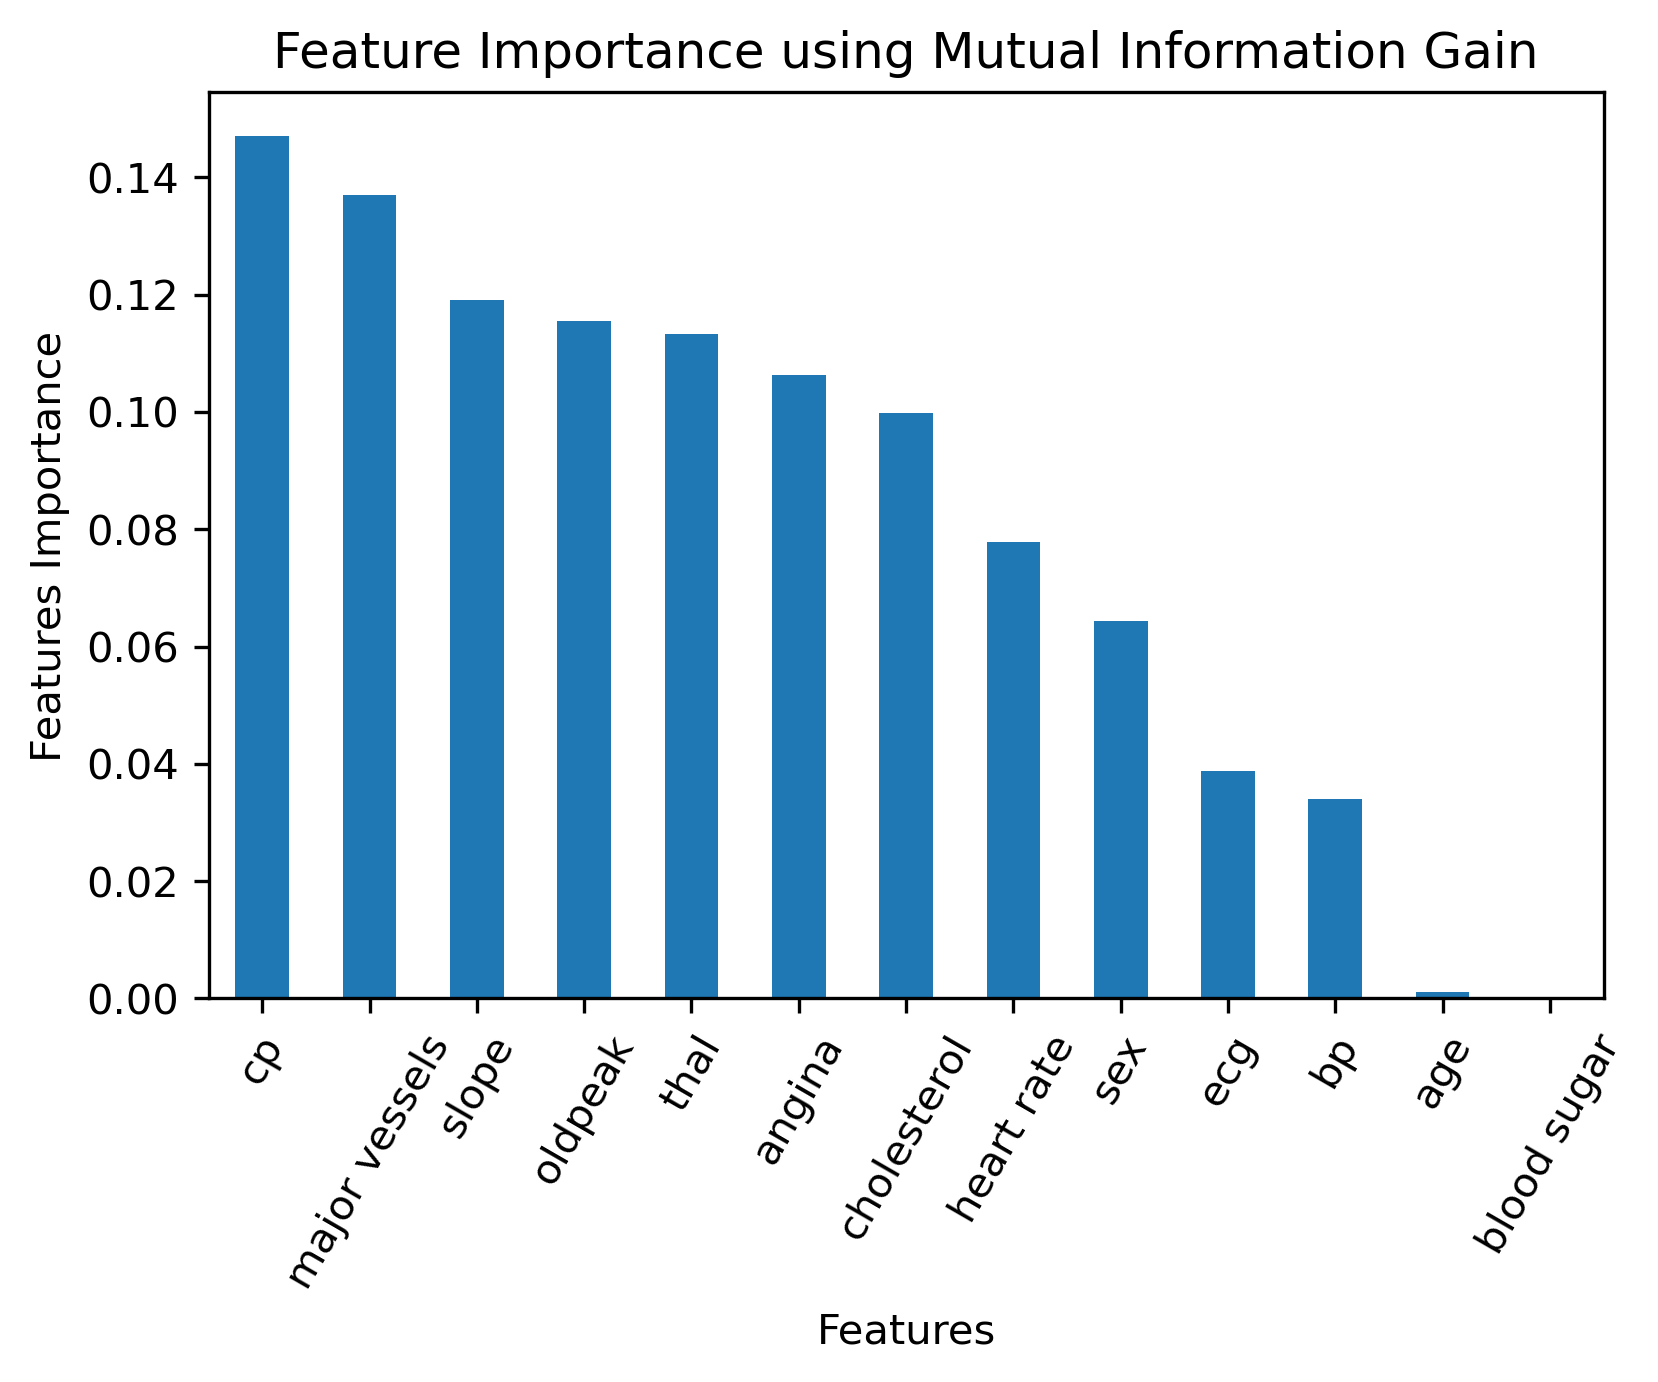 Feature Importance using Mutual Information Gain
Features Importance
0.14
0.12
0.10
0.08
0.06
0.04
0.02
0.00
cp
major vessels
slope
oldpeak
thal
angina
cholesterol
heart rate
sex
ecg
bp
age
blood sugar
Features